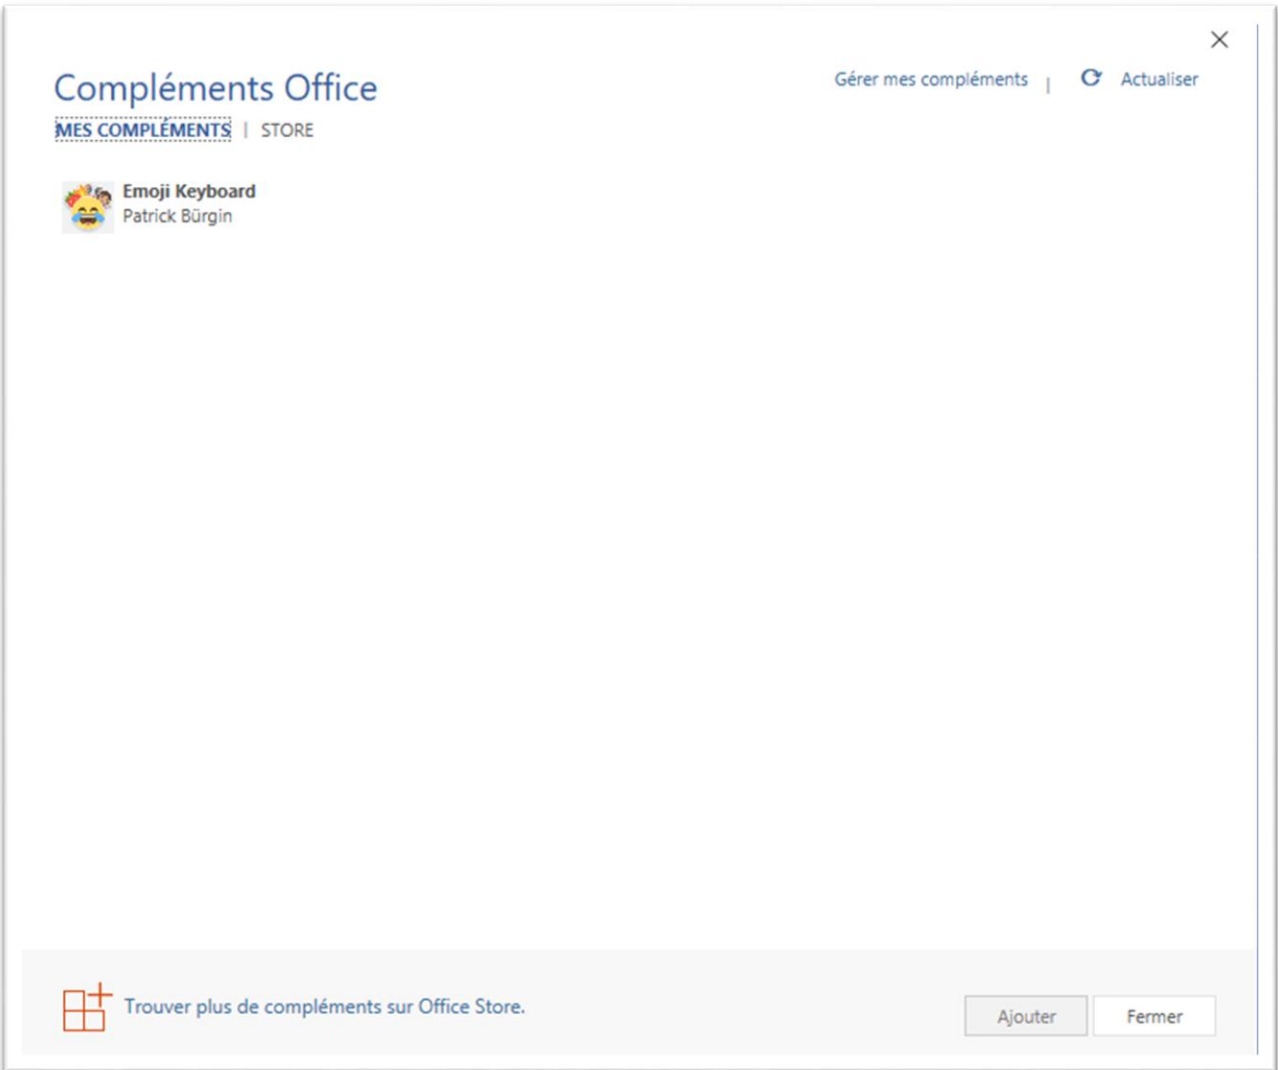 Compléments Office
Gérer mes compléments | Actualiser
MES COMPLÉMENTS | STORE
Emoji Keyboard
Patrick Bürgin
Trouver plus de compléments sur Office Store.
Ajouter
Fermer